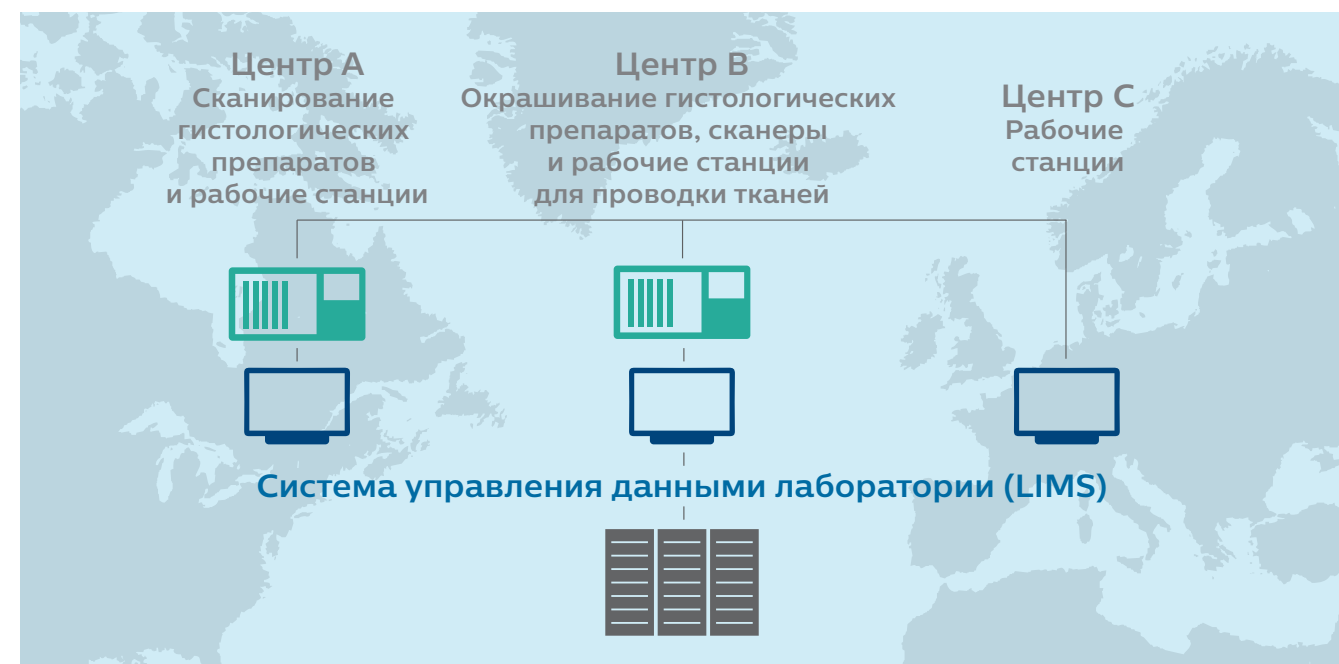 Центр A
Сканирование
гистологических
препаратов
и рабочие станции
Центр B
Окрашивание гистологических
препаратов, сканеры
и рабочие станции
для проводки тканей
Центр C
Рабочие
станции
Система управления данными лаборатории (LIMS)